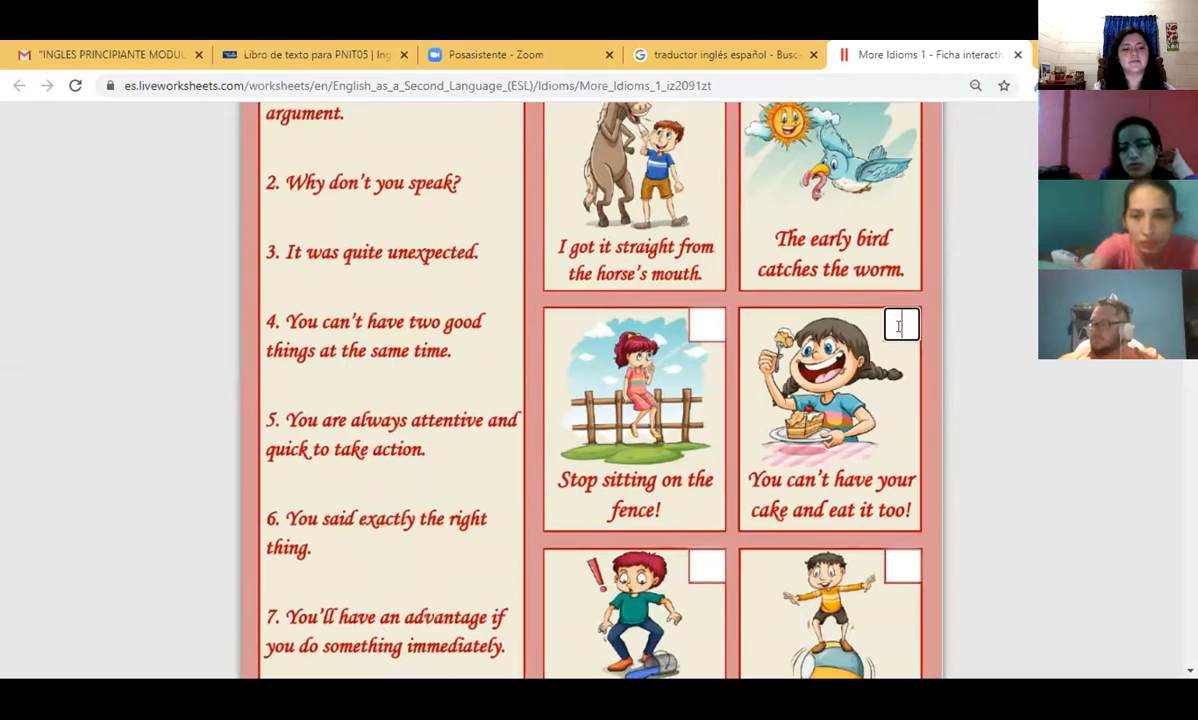 "INGLES PRINCIPIANTE MODUL
Libro de texto para PNIT05 | Ing
Posasistente - Zoom
traductor inglés español - Busca
More Idioms 1 - Ficha interactiv
es.liveworksheets.com/worksheets/en/English_as_a_Second_Language_(ESL)/Idioms/More_Idioms_1_iz2091zt
argument.
2. Why don't you speak?
3. It was quite unexpected.
4. You can't have two good
things at the same time.
5. You are always attentive and
quick to take action.
6. You said exactly the right
thing.
7. You'll have an advantage if
you do something immediately.
I got it straight from
the horse's mouth.
The early bird
catches the worm.
Stop sitting on the
fence!
You can't have your
cake and eat it too!